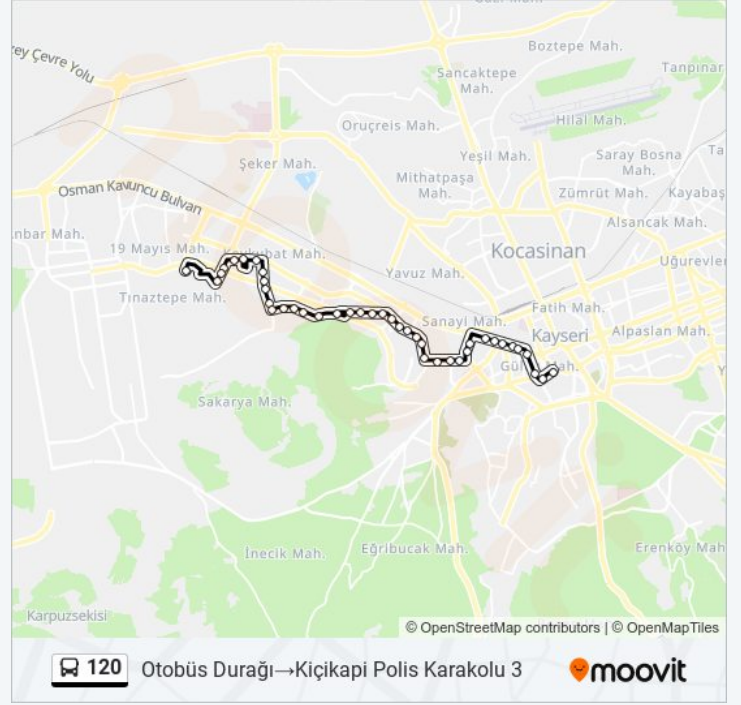 Boztepe Mah.
ey Çevre Yolu
Sancaktepe
Mah.
Tanpınar
Hilal Mah.
Oruçreis Mah.
Şeker Mah.
Yeşil Mah.
Saray Bosna
Mah.
Ta
Mithatpaşa
Mah.
Osman Kavuncu Bulvarı
Zümrüt Mah.
Kayabaş
nbar Mah.
Alsancak Mah.
19 Mayıs Mah.
Keykubat Mah.
Kocasinan
Yavuz Mah.
Uğurevler
Tınaztepe Mah.
Fatih Mah.
Sanayi Mah.
Kayseri
Alpaslan Mah.
Mah.
Sakarya Mah.
İnecik Mah.
Eğribucak Mah.
Erenköy Mah
Karpuzsekisi
© OpenStreetMap contributors | © OpenMapTiles
120 Otobüs Durağı→Kiçikapi Polis Karakolu 3 moovit